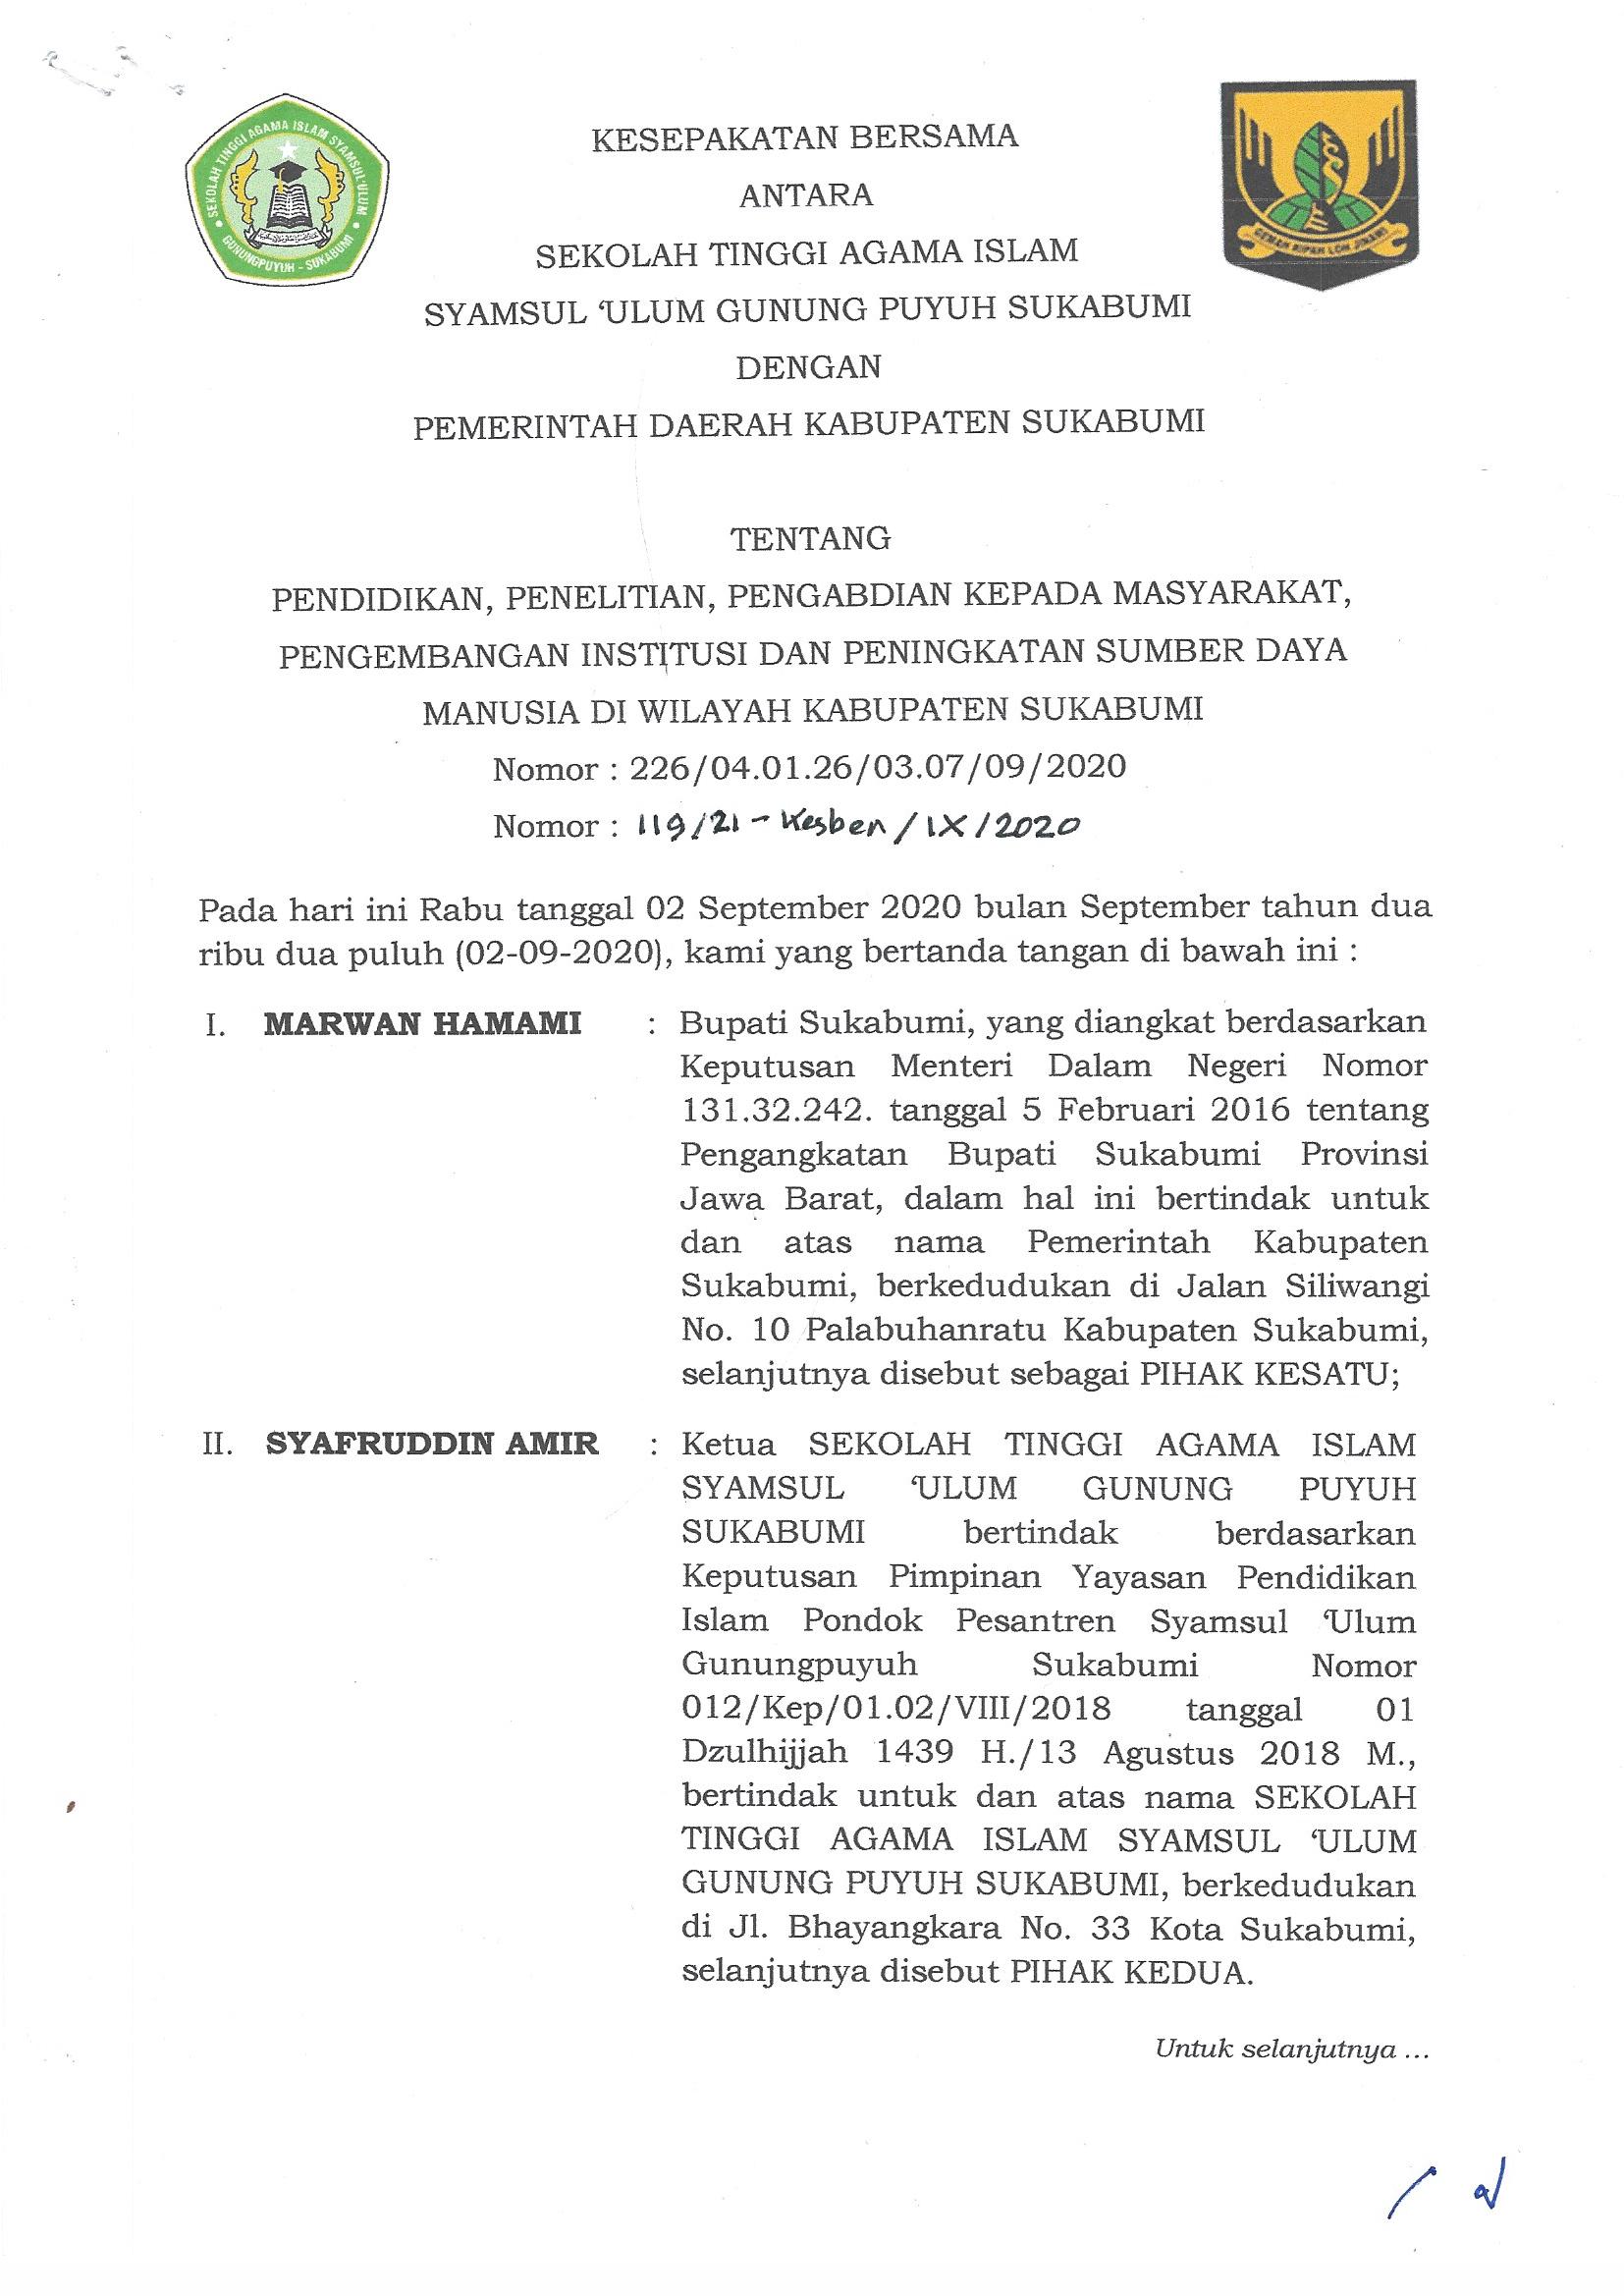 SEKOLAH TINGGI AGAMA ISLAM SYAMSUL 'ULUM
GUNUNGPUYUH - SUKABUMI
GEMAH RIPAH LOH JINAWI
KESEPAKATAN BERSAMA
ANTARA
SEKOLAH TINGGI AGAMA ISLAM
SYAMSUL ‘ULUM GUNUNG PUYUH SUKABUMI
DENGAN
PEMERINTAH DAERAH KABUPATEN SUKABUMI
TENTANG
PENDIDIKAN, PENELITIAN, PENGABDIAN KEPADA MASYARAKAT,
PENGEMBANGAN INSTITUSI DAN PENINGKATAN SUMBER DAYA
MANUSIA DI WILAYAH KABUPATEN SUKABUMI
Nomor : 226/04.01.26/03.07/09/2020
Nomor : 119/21 - Kesber / IX / 2020
Pada hari ini Rabu tanggal 02 September 2020 bulan September tahun dua
ribu dua puluh (02-09-2020), kami yang bertanda tangan di bawah ini :
I. MARWAN HAMAMI : Bupati Sukabumi, yang diangkat berdasarkan
Keputusan Menteri Dalam Negeri Nomor
131.32.242. tanggal 5 Februari 2016 tentang
Pengangkatan Bupati Sukabumi Provinsi
Jawa Barat, dalam hal ini bertindak untuk
dan atas nama Pemerintah Kabupaten
Sukabumi, berkedudukan di Jalan Siliwangi
No. 10 Palabuhanratu Kabupaten Sukabumi,
selanjutnya disebut sebagai PIHAK KESATU;
II. SYAFRUDDIN AMIR : Ketua SEKOLAH TINGGI AGAMA ISLAM
SYAMSUL ‘ULUM GUNUNG PUYUH
SUKABUMI bertindak berdasarkan
Keputusan Pimpinan Yayasan Pendidikan
Islam Pondok Pesantren Syamsul ‘Ulum
Gunungpuyuh Sukabumi Nomor
012/Kep/01.02/VIII/2018 tanggal 01
Dzulhijjah 1439 H./13 Agustus 2018 M.,
bertindak untuk dan atas nama SEKOLAH
TINGGI AGAMA ISLAM SYAMSUL ‘ULUM
GUNUNG PUYUH SUKABUMI, berkedudukan
di Jl. Bhayangkara No. 33 Kota Sukabumi,
selanjutnya disebut PIHAK KEDUA.
Untuk selanjutnya ...